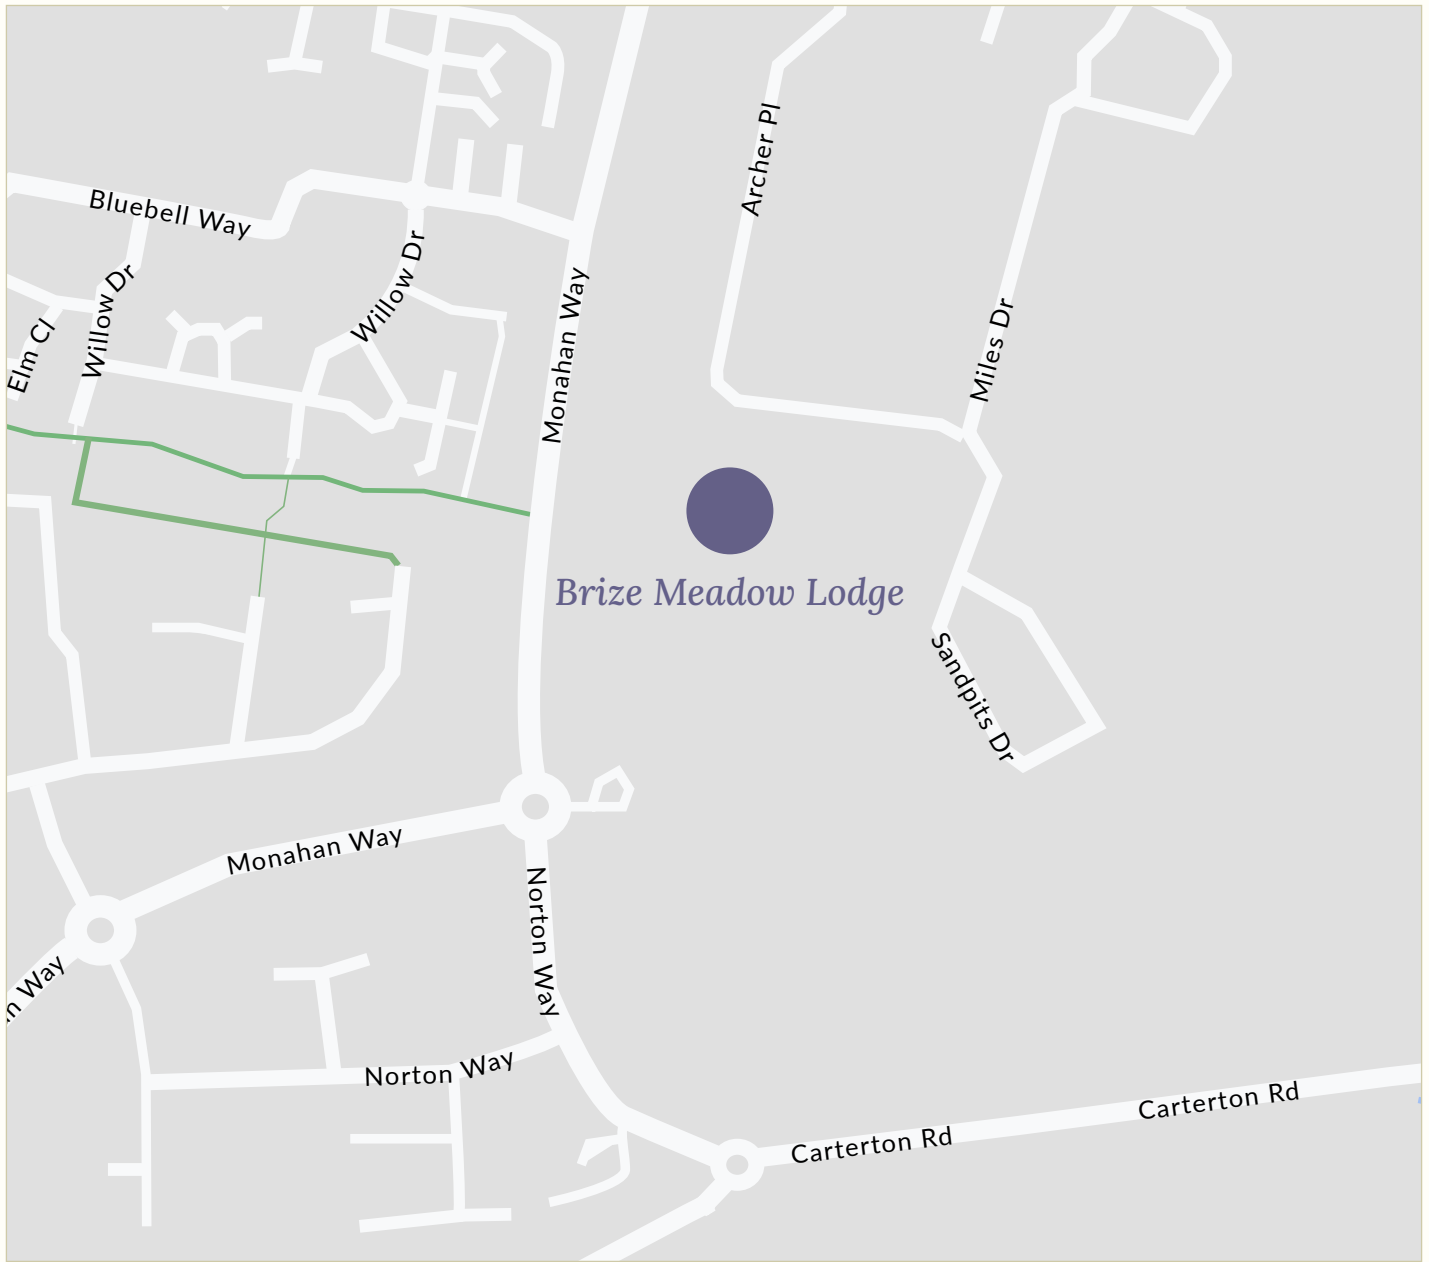 Archer Pl
Bluebell Way
Willow Dr
Willow Dr
Monahan Way
Elm Cl
Miles Dr
Brize Meadow Lodge
Sandpits Dr
Monahan Way
Norton Way
Way
Norton Way
Carterton Rd
Carterton Rd